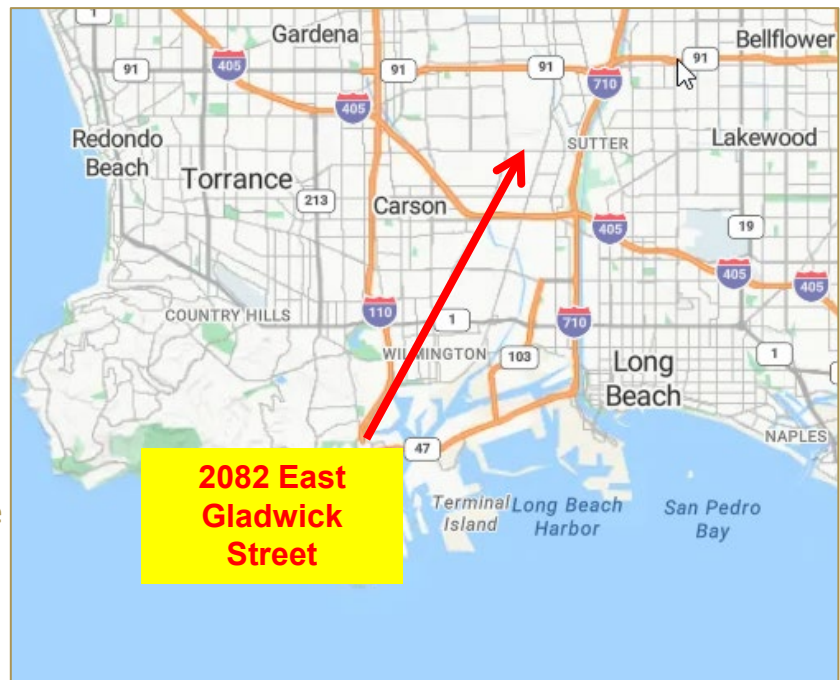 1
Gardena
Bellflower
91
405
91
91
91
710
405
Redondo
Beach
SUTTER
Lakewood
Torrance
213
Carson
19
405
405
405
COUNTRY HILLS
110
1
710
WILMINGTON
103
1
Long
Beach
47
NAPLES
2082 East
Gladwick
Street
Terminal
Island
Long Beach
Harbor
San Pedro
Bay
e